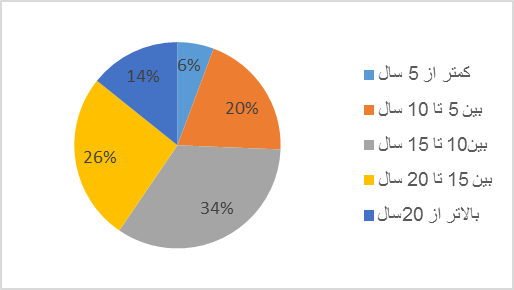 6%
20%
34%
26%
14%
کمتر از 5 سال
بین 5 تا 10 سال
بین10 تا 15 سال
بین 15 تا 20 سال
بالاتر از 20سال